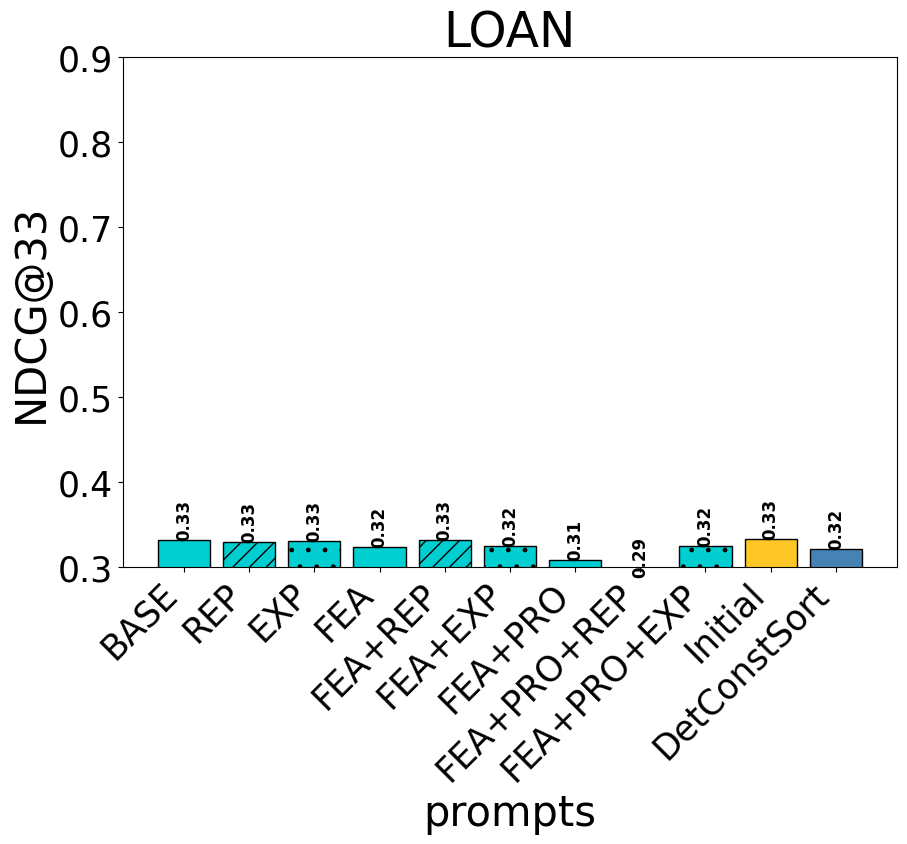 LOAN
NDCG@33
0.9
0.8
0.7
0.6
0.5
0.4
0.3
0.33
0.33
0.33
0.32
0.33
0.32
0.31
0.29
0.32
0.33
0.32
BASE
REP
EXP
FEA
FEA+REP
FEA+EXP
FEA+PRO
FEA+PRO+REP
FEA+PRO+EXP
Initial
DetConstSort
prompts